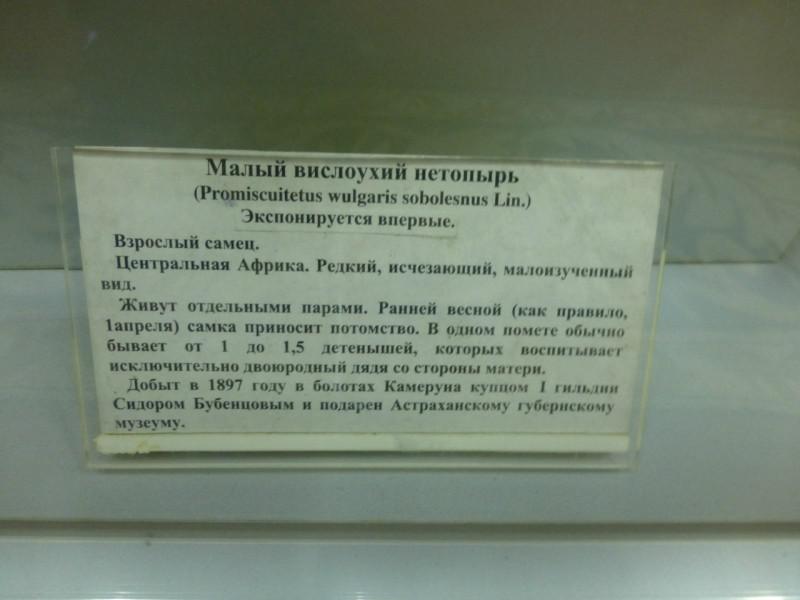 Малый вислоухий нетопырь
(Promiscuitetus wulgaris sobolesnus Lin.)
Экспонируется впервые.
Взрослый самец.
Центральная Африка. Редкий, исчезающий, малоизученный
вид.
Живут отдельными парами. Ранней весной (как правило,
1апреля) самка приносит потомство. В одном помете обычно
бывает от 1 до 1,5 детенышей, которых воспитывает
исключительно двоюродный дядя со стороны матери.
Добыт в 1897 году в болотах Камеруна купцом I гильдии
Сидором Бубенцовым и подарен Астраханскому губернскому
музеуму.